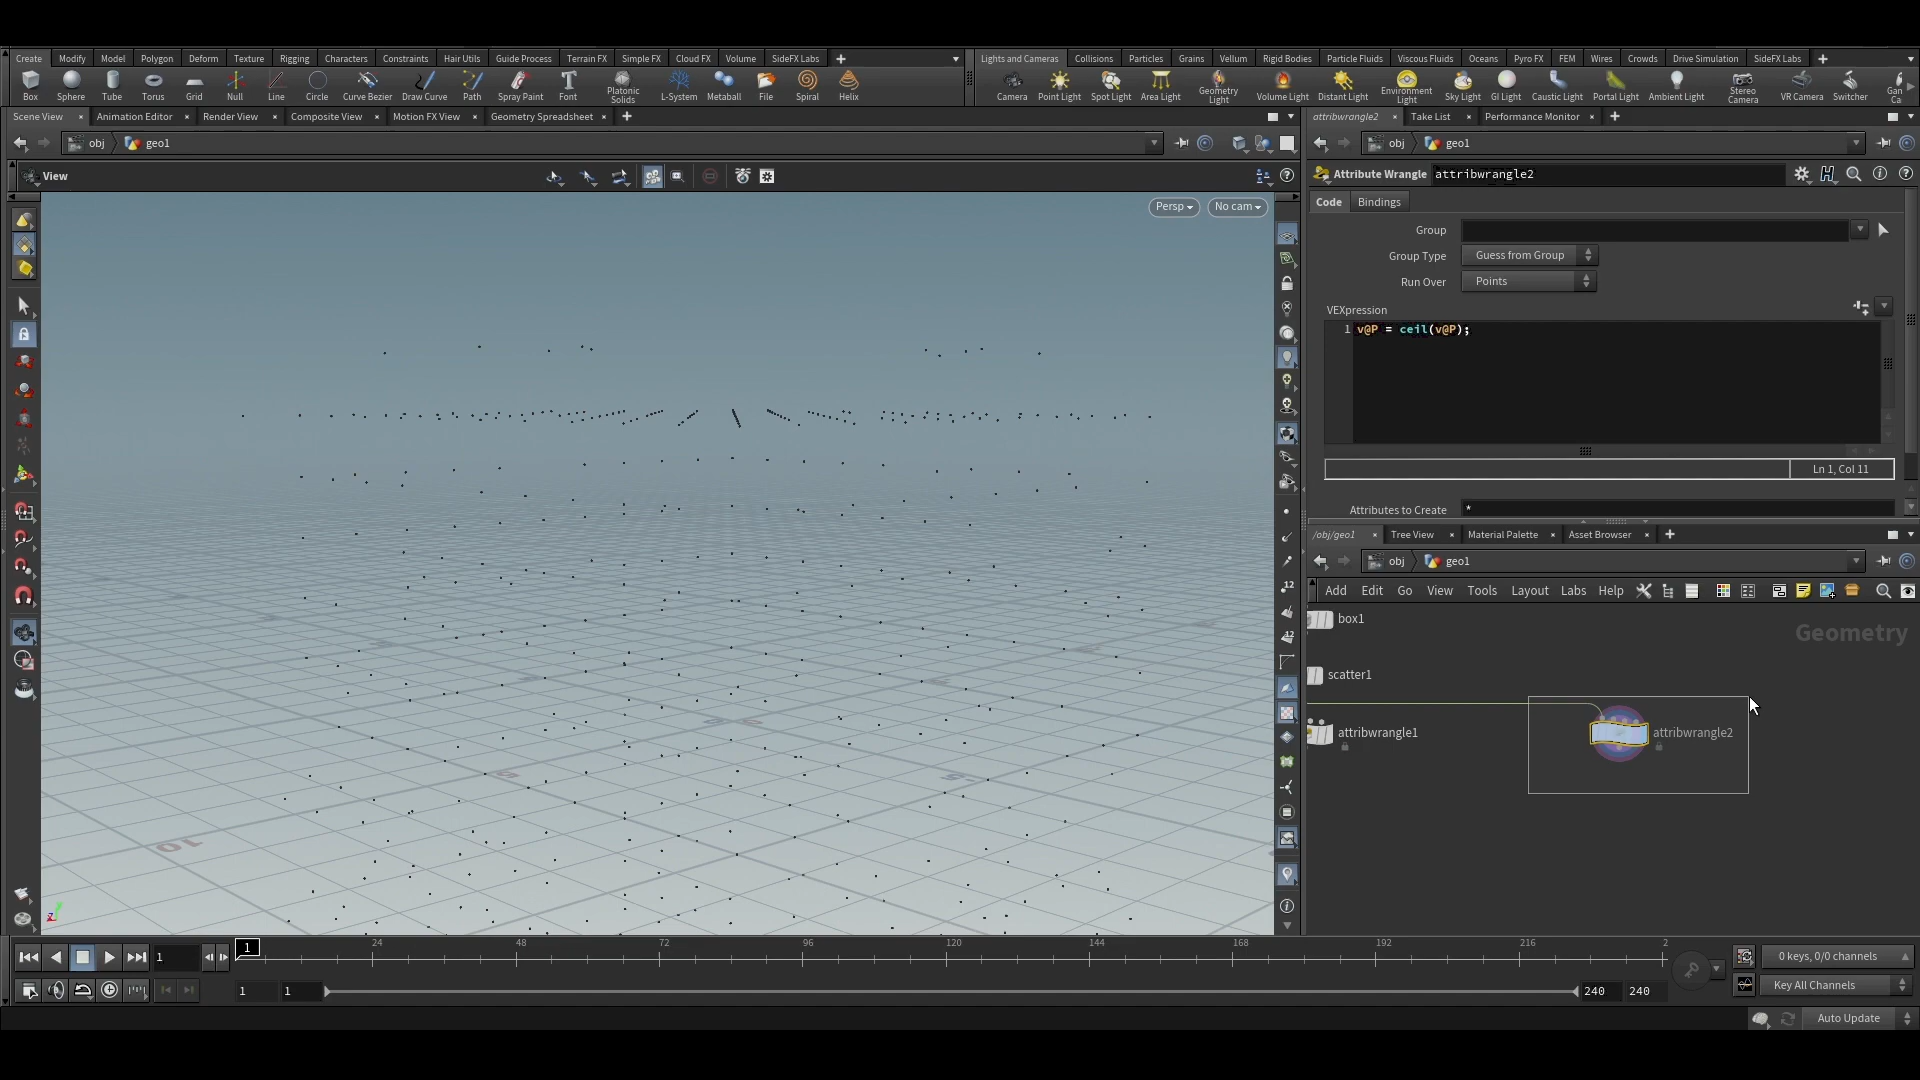 Create Modify Model Polygon Deform Texture Rigging Characters Constraints Hair Utils Guide Process Terrain FX Simple FX Cloud FX Volume SideFX Labs
Lights and Cameras Collisions Particles Grains Vellum Rigid Bodies Particle Fluids Viscous Fluids Oceans Pyro FX FEM Wires Crowds Drive Simulation SideFX Labs
Box Sphere Tube Torus Grid Null Line Circle Curve Bezier Draw Curve Path Spray Paint Font Platonic Solids L-System Metaball File Spiral Helix
Camera Point Light Spot Light Area Light Geometry Light Volume Light Distant Light Environment Light Sky Light GI Light Caustic Light Portal Light Ambient Light Stereo Camera VR Camera Switcher Gan Ca
Scene View Animation Editor Render View Composite View Motion FX View Geometry Spreadsheet
attribwrangle2 Take List Performance Monitor
obj geo1
obj geo1
View
Attribute Wrangle attribwrangle2
Code Bindings
Persp No cam
Group
Group Type Guess from Group
Run Over Points
VEXpression
1 v@P = ceil(v@P);
Ln 1, Col 11
Attributes to Create *
/obj/geo1 Tree View Material Palette Asset Browser
obj geo1
Add Edit Go View Tools Layout Labs Help
box1
Geometry
scatter1
attribwrangle1
attribwrangle2
10
1 1 24 48 72 96 120 144 168 192 216 2
0 keys, 0/0 channels
1 1 240 240
Key All Channels
Auto Update